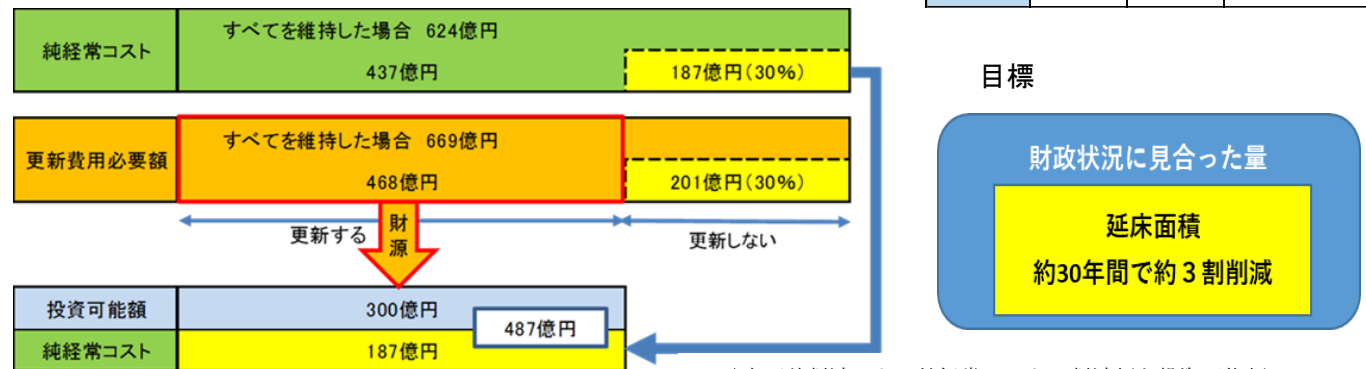 純経常コスト
すべてを維持した場合 624億円
437億円
187億円(30%)
更新費用必要額
すべてを維持した場合 669億円
468億円
201億円(30%)
更新する
財源
更新しない
投資可能額
300億円
487億円
純経常コスト
187億円
目標
財政状況に見合った量
延床面積
約30年間で約3割削減